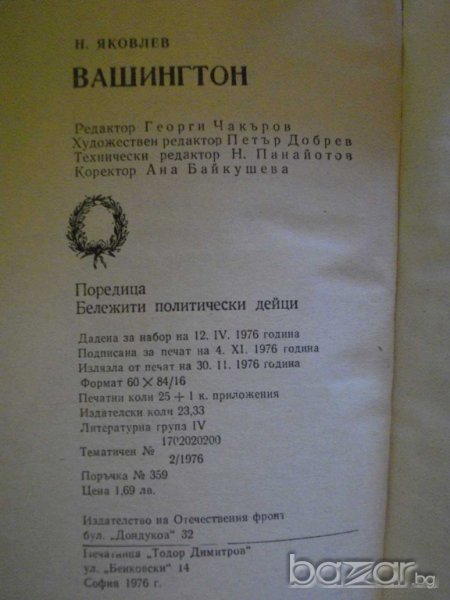 Н. ЯКОВЛЕВ
ВАШИНГТОН
Редактор Георги Чакъров
Художествен редактор Петър Добрев
Технически редактор Н. Панайотов
Коректор Ана Байкушева
Поредица
Бележити политически дейци
Дадена за набор на 12. IV. 1976 година
Подписана за печат на 4. XI. 1976 година
Излязла от печат на 30. 11. 1976 година
Формат 60 × 84/16
Печатни коли 25 + 1 к. приложения
Издателски коли 23,33
Литературна група IV
Тематичен № 1702020200
2/1976
Поръчка № 359
Цена 1,69 лв.
Издателство на Отечествения фронт
бул. „Дондуков" 32
Печатница „Тодор Димитров"
ул. „Бенковски" 14
София 1976 г.
bazar.бг